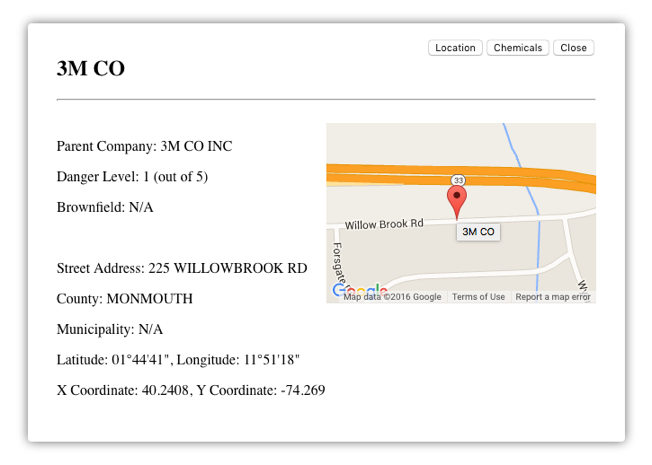 Location Chemicals Close
3M CO
Parent Company: 3M CO INC
Danger Level: 1 (out of 5)
Brownfield: N/A
Street Address: 225 WILLOWBROOK RD
County: MONMOUTH
Municipality: N/A
Latitude: 01°44'41", Longitude: 11°51'18"
X Coordinate: 40.2408, Y Coordinate: -74.269
33
Willow Brook Rd
3M CO
Forsgate
W
Google
Map data ©2016 Google Terms of Use Report a map error